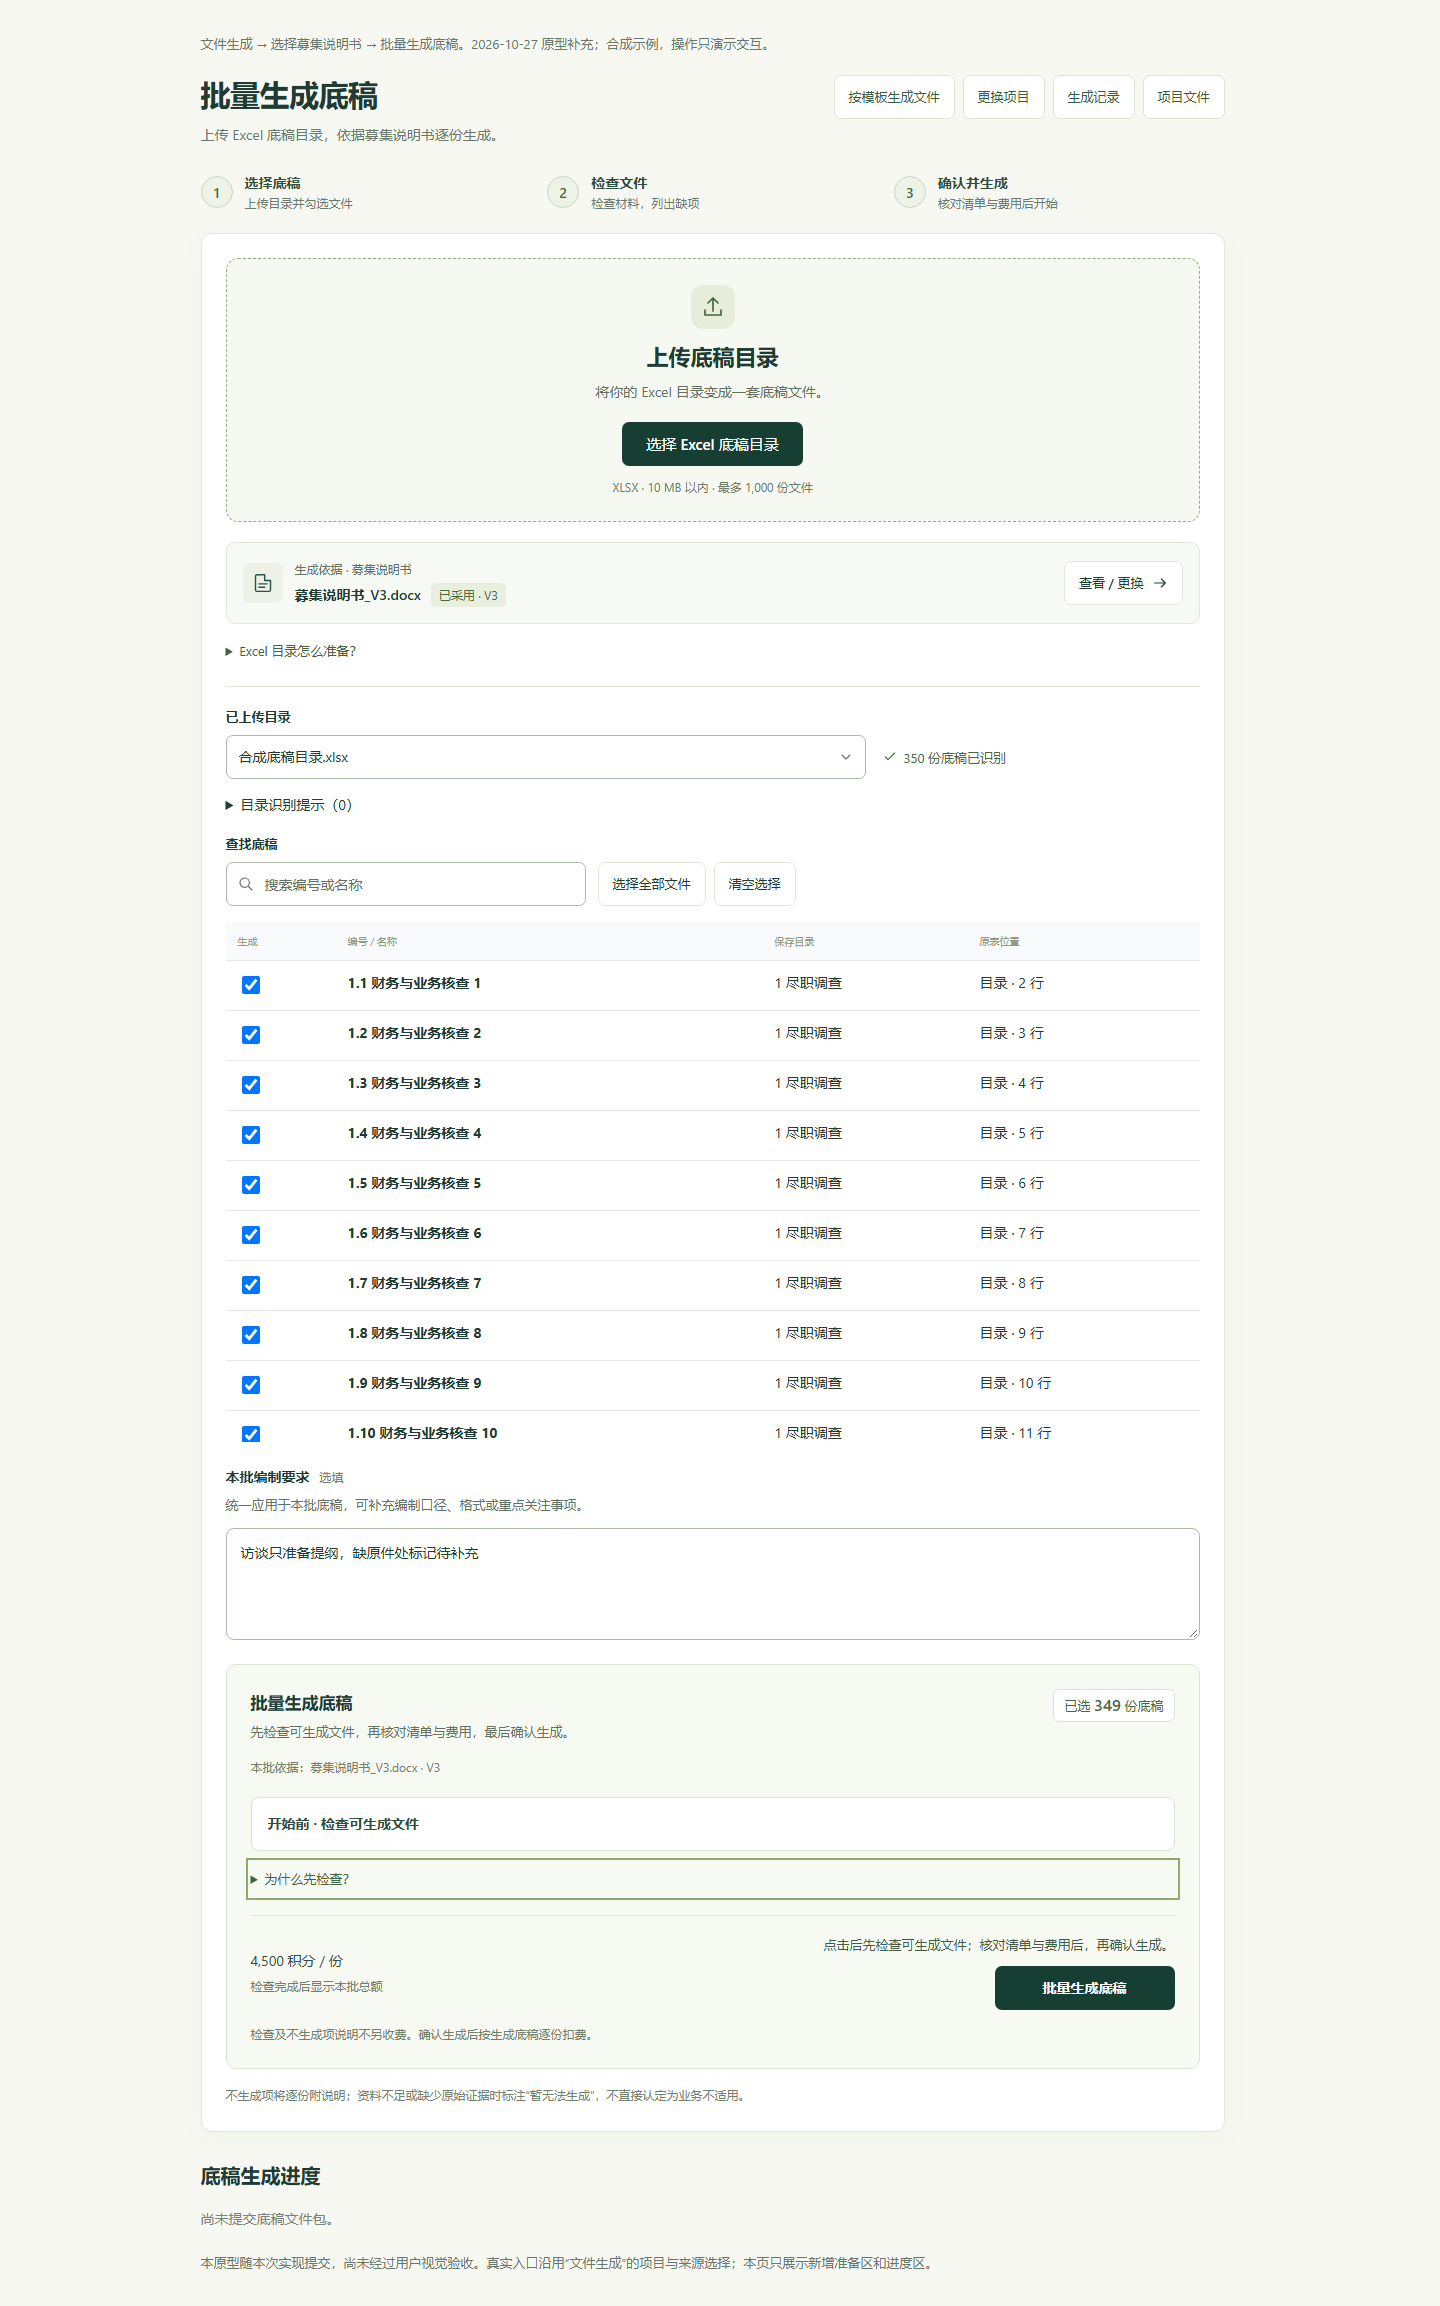 文件生成 → 选择募集说明书 → 批量生成底稿。2026-10-27 原型补充；合成示例，操作只演示交互。
批量生成底稿
按模板生成文件 更换项目 生成记录 项目文件
上传 Excel 底稿目录，依据募集说明书逐份生成。
1 选择底稿 上传目录并勾选文件
2 检查文件 检查材料，列出缺项
3 确认并生成 核对清单与费用后开始
上传底稿目录
将你的 Excel 目录变成一套底稿文件。
选择 Excel 底稿目录
XLSX · 10 MB 以内 · 最多 1,000 份文件
生成依据 · 募集说明书
募集说明书_V3.docx 已采用 · V3
查看 / 更换 →
▶ Excel 目录怎么准备？
已上传目录
合成底稿目录.xlsx
350 份底稿已识别
▶ 目录识别提示（0）
查找底稿
搜索编号或名称 选择全部文件 清空选择
生成 编号 / 名称 保存目录 原表位置
1.1 财务与业务核查 1 1 尽职调查 目录 · 2 行
1.2 财务与业务核查 2 1 尽职调查 目录 · 3 行
1.3 财务与业务核查 3 1 尽职调查 目录 · 4 行
1.4 财务与业务核查 4 1 尽职调查 目录 · 5 行
1.5 财务与业务核查 5 1 尽职调查 目录 · 6 行
1.6 财务与业务核查 6 1 尽职调查 目录 · 7 行
1.7 财务与业务核查 7 1 尽职调查 目录 · 8 行
1.8 财务与业务核查 8 1 尽职调查 目录 · 9 行
1.9 财务与业务核查 9 1 尽职调查 目录 · 10 行
1.10 财务与业务核查 10 1 尽职调查 目录 · 11 行
本批编制要求 选填
统一应用于本批底稿，可补充编制口径、格式或重点关注事项。
访谈只准备提纲，缺原件处标记待补充
批量生成底稿
已选 349 份底稿
先检查可生成文件，再核对清单与费用，最后确认生成。
本批依据：募集说明书_V3.docx · V3
开始前 · 检查可生成文件
▶ 为什么先检查？
点击后先检查可生成文件；核对清单与费用后，再确认生成。
4,500 积分 / 份
检查完成后显示本批总额
批量生成底稿
检查及不生成项说明不另收费。确认生成后按生成底稿逐份扣费。
不生成项将逐份附说明；资料不足或缺少原始证据时标注“暂无法生成”，不直接认定为业务不适用。
底稿生成进度
尚未提交底稿文件包。
本原型随本次实现提交，尚未经过用户视觉验收。真实入口沿用“文件生成”的项目与来源选择；本页只展示新增准备区和进度区。